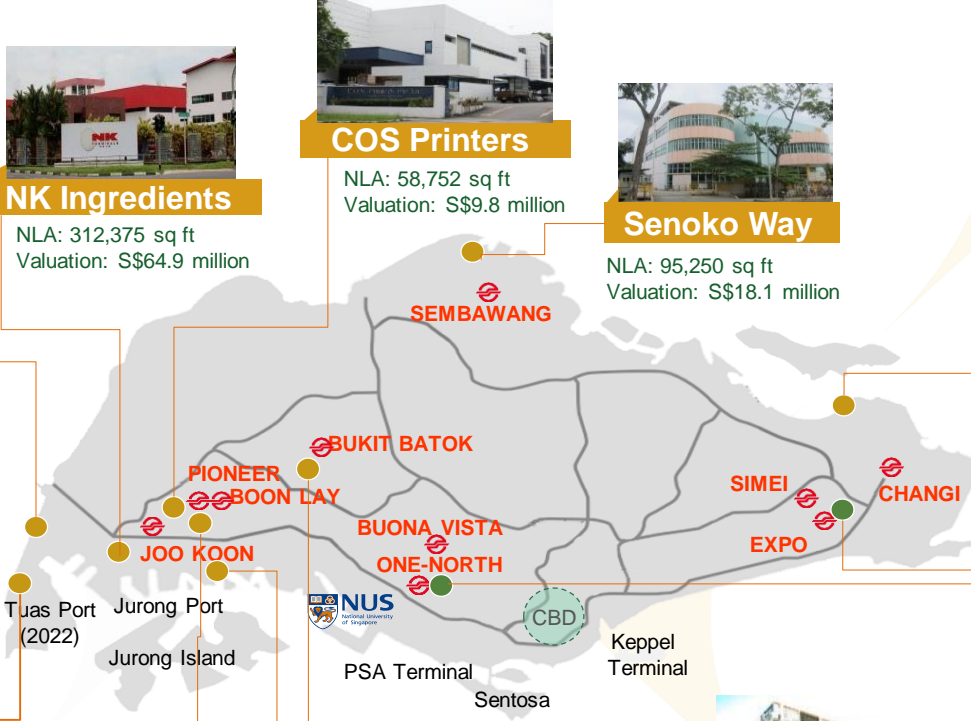 COS Printers
NLA: 58,752 sq ft
Valuation: S$9.8 million
NK
NK Ingredients
NLA: 312,375 sq ft
Valuation: S$64.9 million
Senoko Way
NLA: 95,250 sq ft
Valuation: S$18.1 million
SEMBAWANG
BUKIT BATOK
PIONEER
BOON LAY
JOO KOON
BUONA VISTA
ONE-NORTH
SIMEI
CHANGI
EXPO
Tuas Port
(2022)
Jurong Port
Jurong Island
NUS
National University
of Singapore
CBD
PSA Terminal
Sentosa
Keppel
Terminal